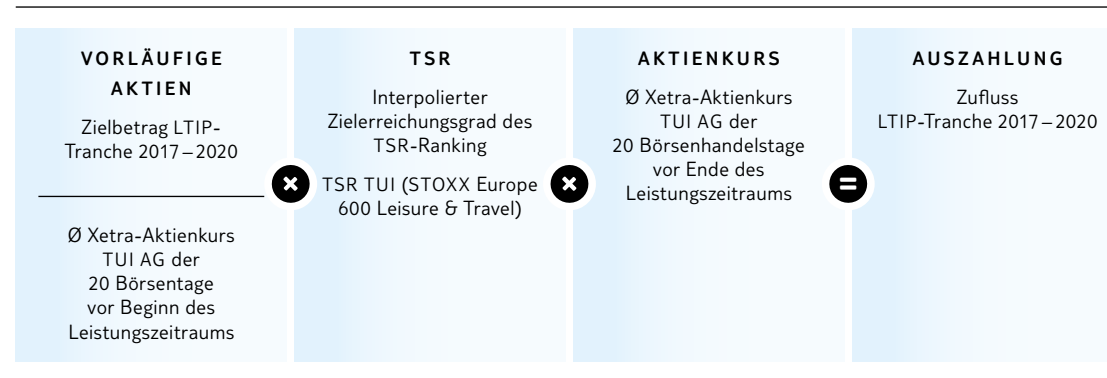 VORLÄUFIGE
AKTIEN
Zielbetrag LTIP-
Tranche 2017–2020
Ø Xetra-Aktienkurs
TUI AG der
20 Börsentage
vor Beginn des
Leistungszeitraums
×
TSR
Interpolierter
Zielerreichungsgrad des
TSR-Ranking
TSR TUI (STOXX Europe
600 Leisure & Travel)
×
AKTIENKURS
Ø Xetra-Aktienkurs
TUI AG der
20 Börsenhandelstage
vor Ende des
Leistungszeitraums
=
AUSZAHLUNG
Zufluss
LTIP-Tranche 2017–2020